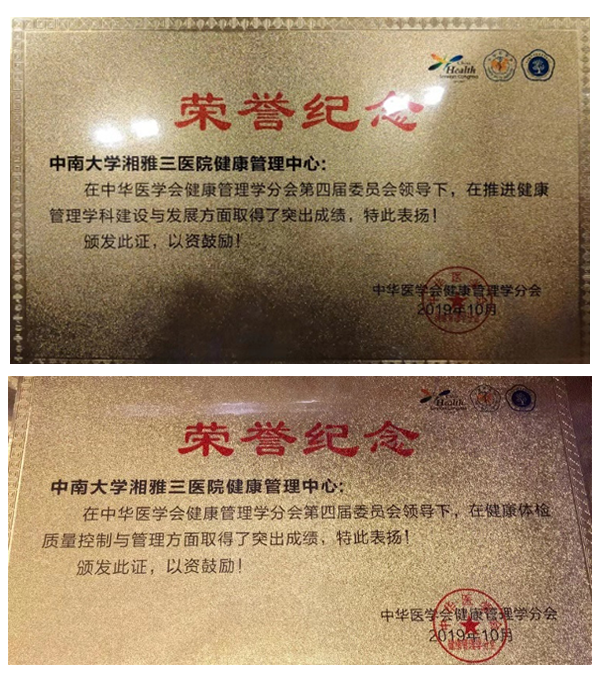 Health
荣誉纪念
中南大学湘雅三医院健康管理中心：
在中华医学会健康管理学分会第四届委员会领导下，在推进健康
管理学科建设与发展方面取得了突出成绩，特此表扬！
颁发此证，以资鼓励！
中华医学会健康管理学分会
2019年10月
Health
荣誉纪念
中南大学湘雅三医院健康管理中心：
在中华医学会健康管理学分会第四届委员会领导下，在健康体检
质量控制与管理方面取得了突出成绩，特此表扬！
颁发此证，以资鼓励！
中华医学会健康管理学分会
2019年10月